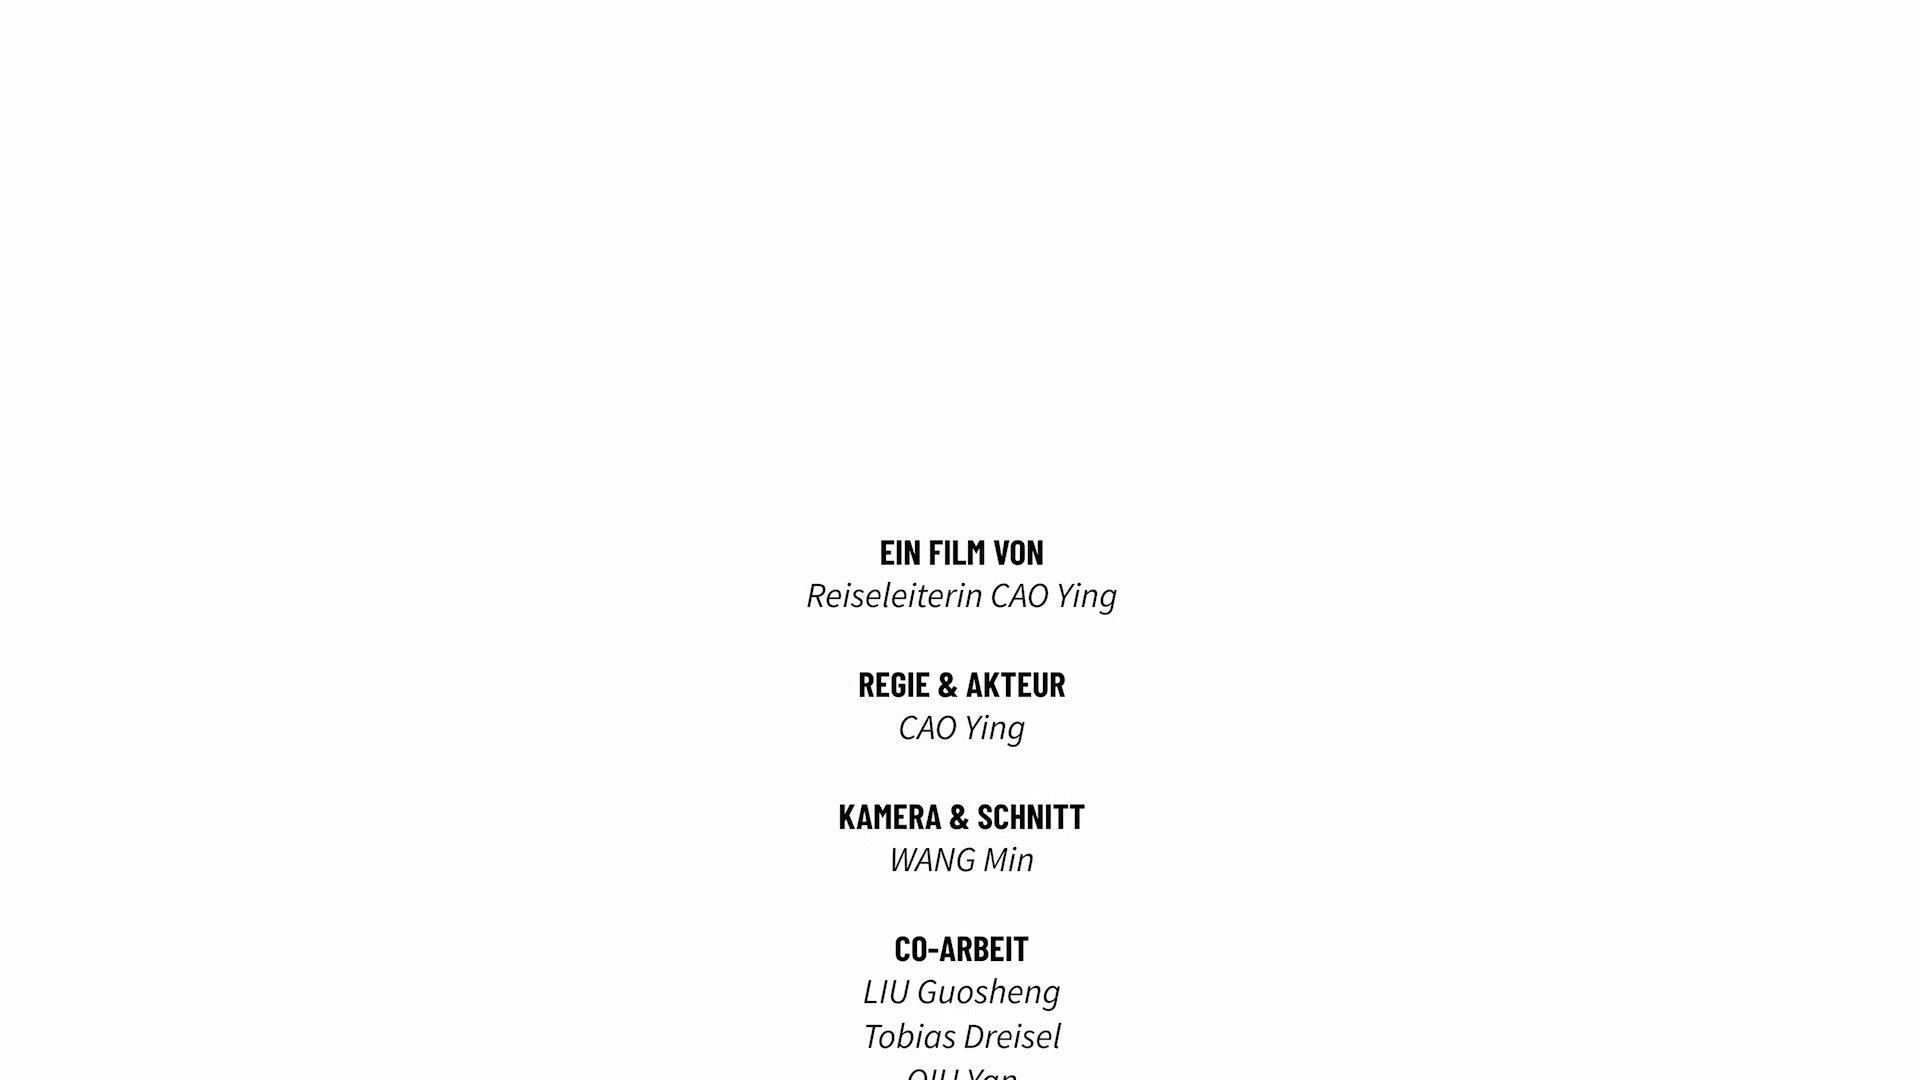 EIN FILM VON
Reiseleiterin CAO Ying
REGIE & AKTEUR
CAO Ying
KAMERA & SCHNITT
WANG Min
CO-ARBEIT
LIU Guosheng
Tobias Dreisel